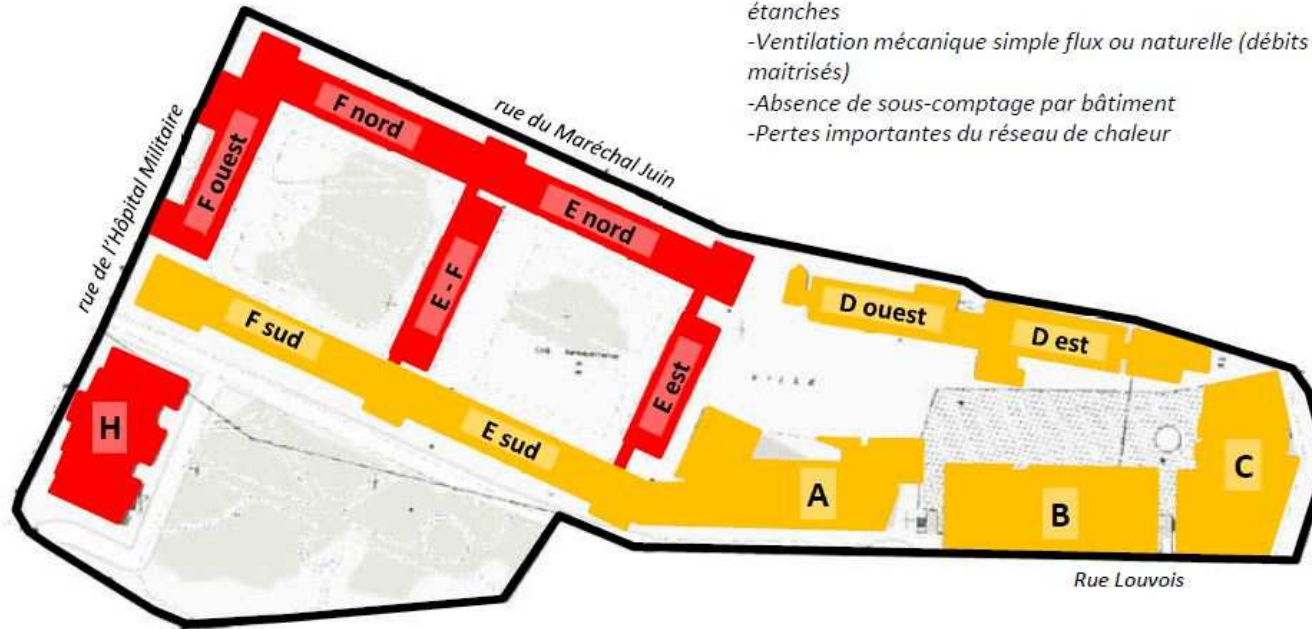 étanches
-Ventilation mécanique simple flux ou naturelle (débits
maitrisés)
-Absence de sous-comptage par bâtiment
-Pertes importantes du réseau de chaleur
rue du Maréchal Juin
rue de l'Hôpital Militaire
F nord
F ouest
E nord
E - F
D ouest
D est
F sud
E est
E sud
H
A
B
C
VILLE
Rue Louvois